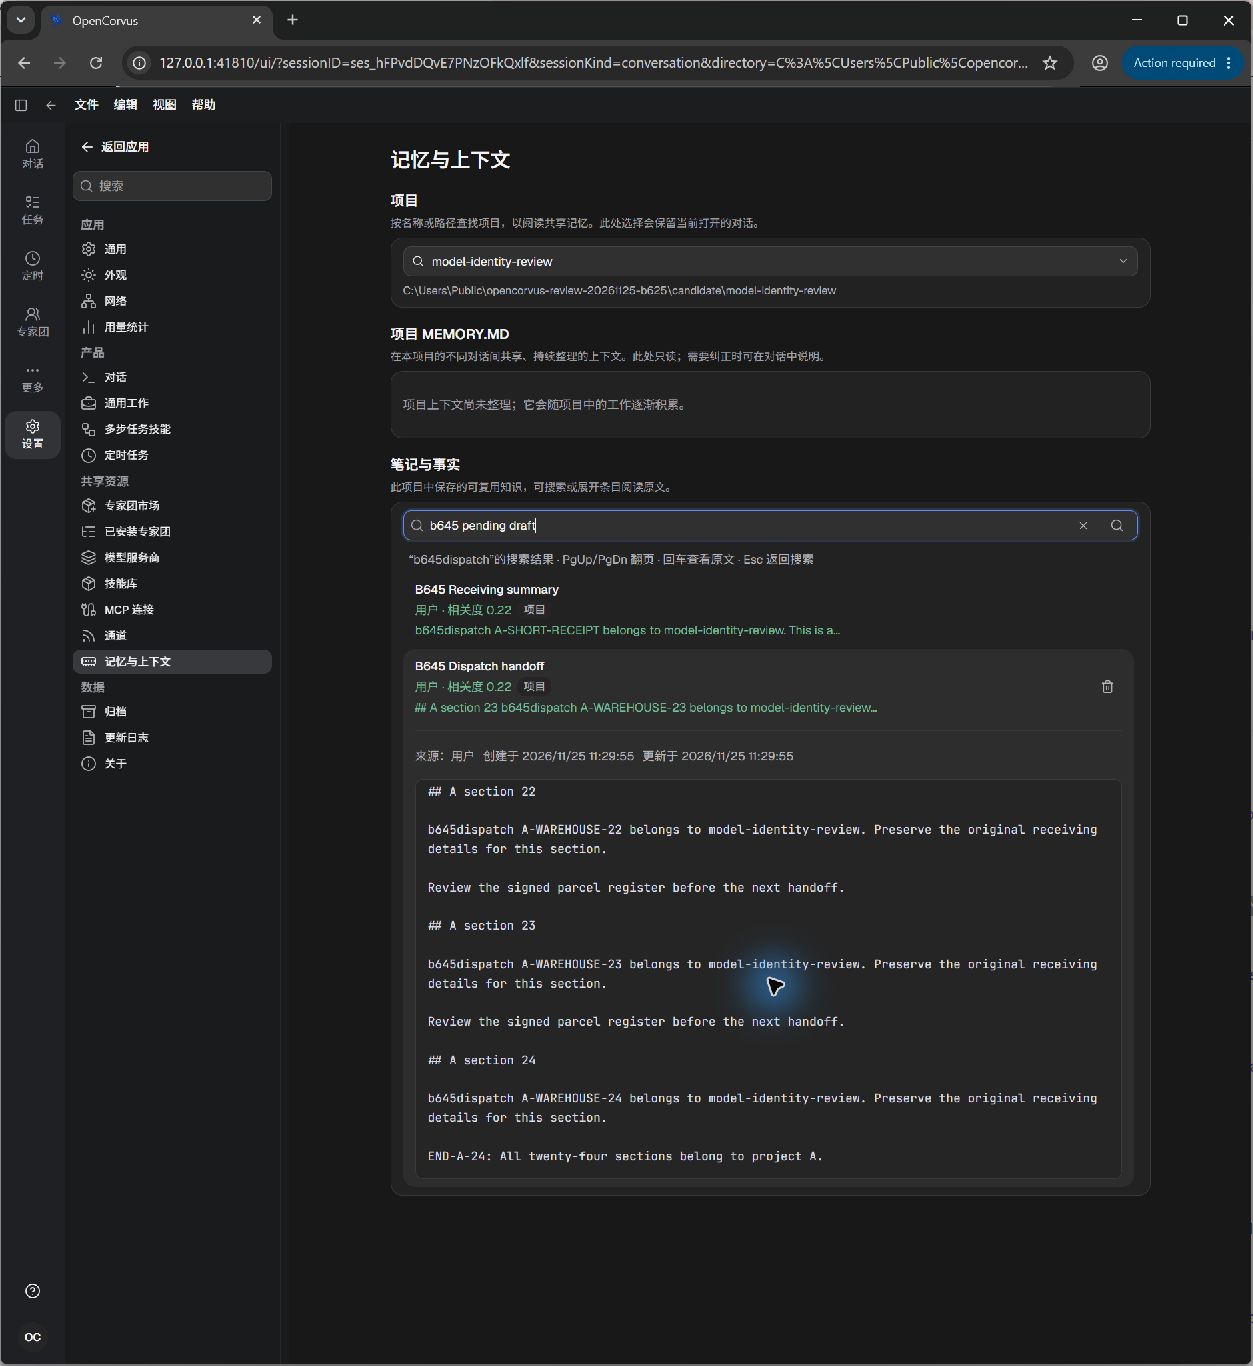 OpenCorvus
127.0.0.1:41810/ui/?sessionID=ses_hFPvdDQvE7PNzOFkQxlf&sessionKind=conversation&directory=C%3A%5CUsers%5CPublic%5Copencor...
Action required
文件 编辑 视图 帮助
对话
任务
定时
专家团
更多
设置
OC
返回应用
搜索
应用
通用
外观
网络
用量统计
产品
对话
通用工作
多步任务技能
定时任务
共享资源
专家团市场
已安装专家团
模型服务商
技能库
MCP 连接
通道
记忆与上下文
数据
归档
更新日志
关于
记忆与上下文
项目
按名称或路径查找项目，以阅读共享记忆。此处选择会保留当前打开的对话。
model-identity-review
C:\Users\Public\opencorvus-review-20261125-b625\candidate\model-identity-review
项目 MEMORY.MD
在本项目的不同对话间共享、持续整理的上下文。此处只读；需要纠正时可在对话中说明。
项目上下文尚未整理；它会随项目中的工作逐渐积累。
笔记与事实
此项目中保存的可复用知识，可搜索或展开条目阅读原文。
b645 pending draft
“b645dispatch”的搜索结果 · PgUp/PgDn 翻页 · 回车查看原文 · Esc 返回搜索
B645 Receiving summary
用户 · 相关度 0.22 项目
b645dispatch A-SHORT-RECEIPT belongs to model-identity-review. This is a...
B645 Dispatch handoff
用户 · 相关度 0.22 项目
## A section 23 b645dispatch A-WAREHOUSE-23 belongs to model-identity-review...
来源：用户 创建于 2026/11/25 11:29:55 更新于 2026/11/25 11:29:55
## A section 22
b645dispatch A-WAREHOUSE-22 belongs to model-identity-review. Preserve the original receiving
details for this section.
Review the signed parcel register before the next handoff.
## A section 23
b645dispatch A-WAREHOUSE-23 belongs to model-identity-review. Preserve the original receiving
details for this section.
Review the signed parcel register before the next handoff.
## A section 24
b645dispatch A-WAREHOUSE-24 belongs to model-identity-review. Preserve the original receiving
details for this section.
END-A-24: All twenty-four sections belong to project A.